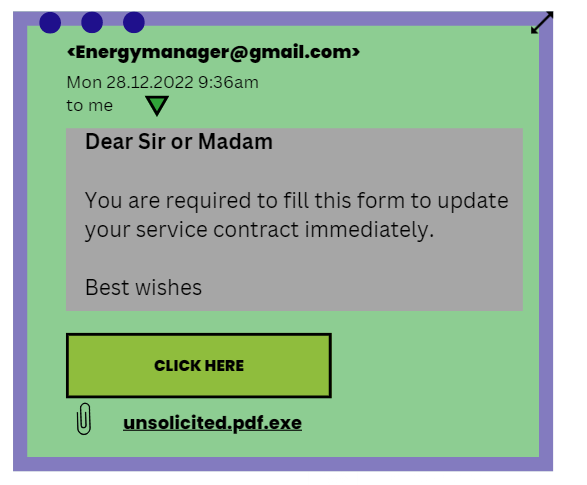 <Energymanager@gmail.com>
Mon 28.12.2022 9:36am
to me
Dear Sir or Madam
You are required to fill this form to update
your service contract immediately.
Best wishes
CLICK HERE
unsolicited.pdf.exe